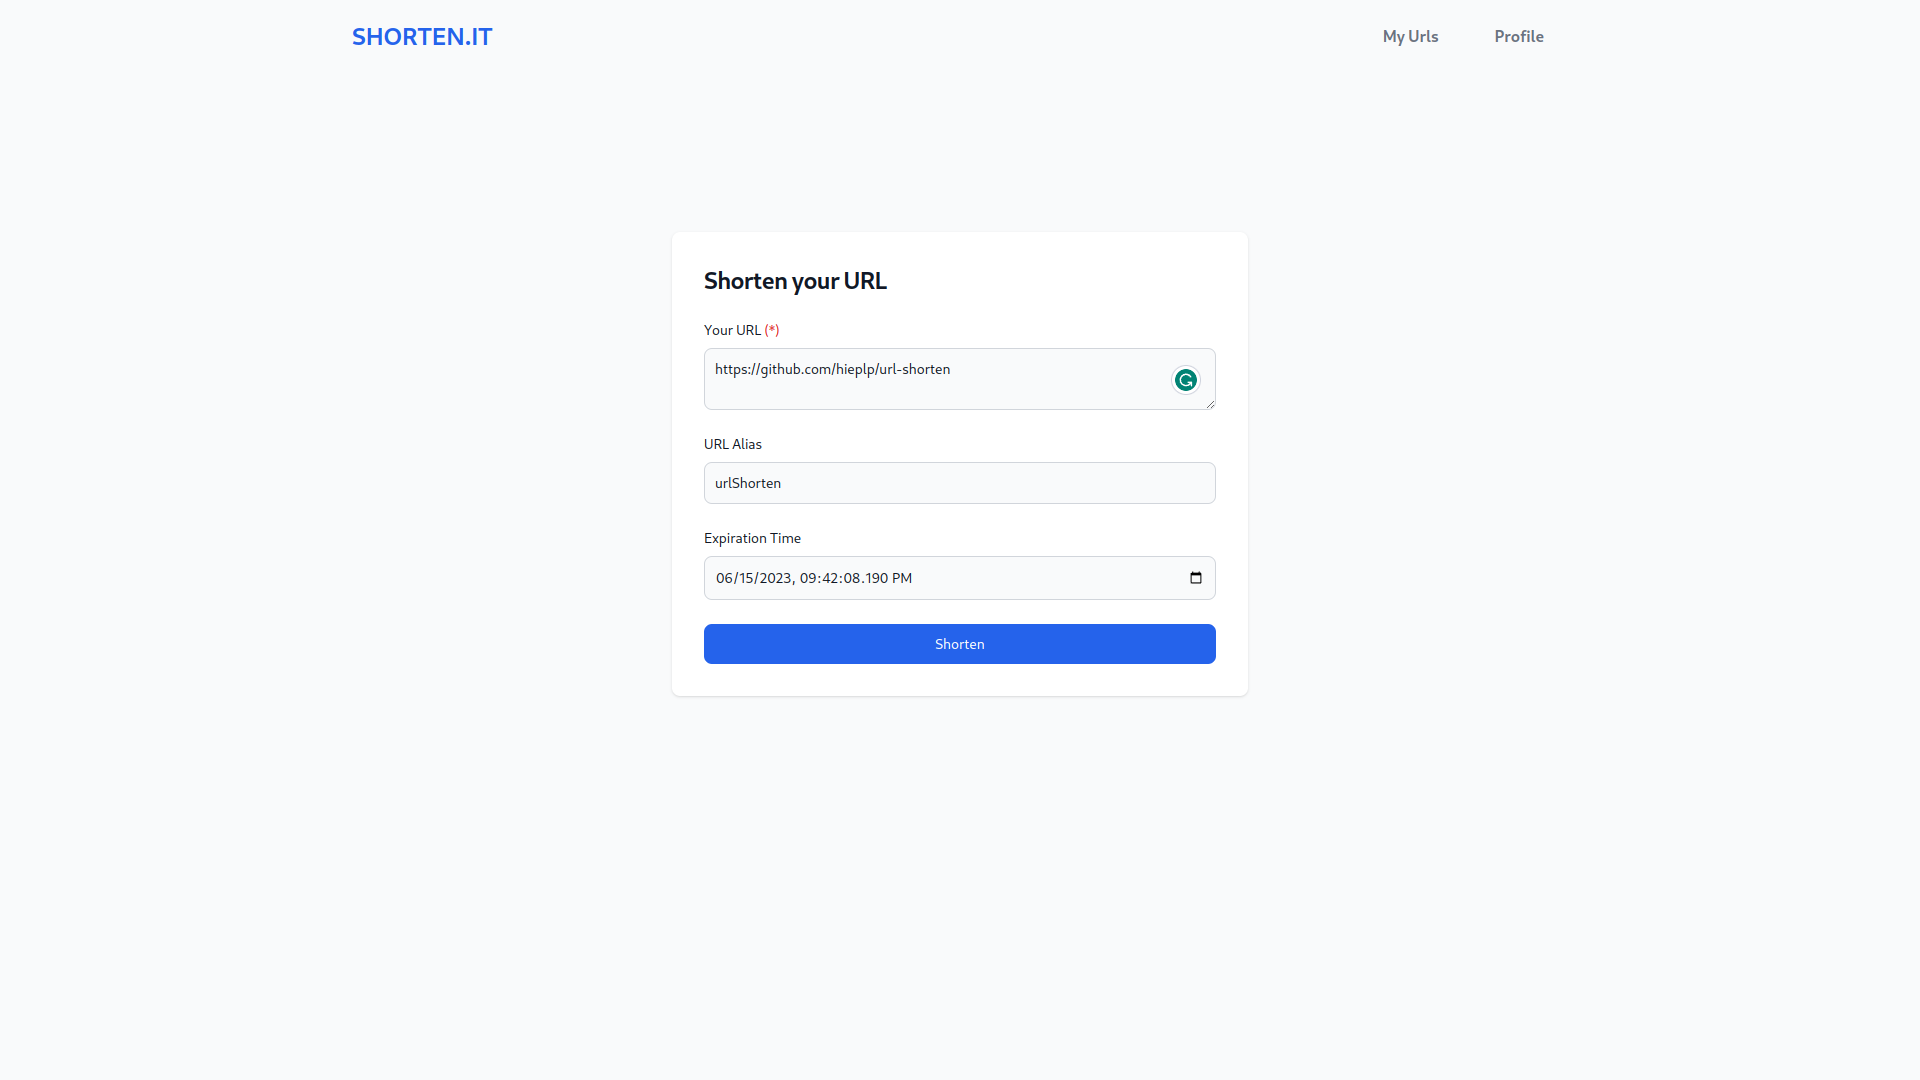 SHORTEN.IT
My Urls
Profile
Shorten your URL
Your URL (*)
https://github.com/hieplp/url-shorten
URL Alias
urlShorten
Expiration Time
06/15/2023, 09:42:08.190 PM
Shorten